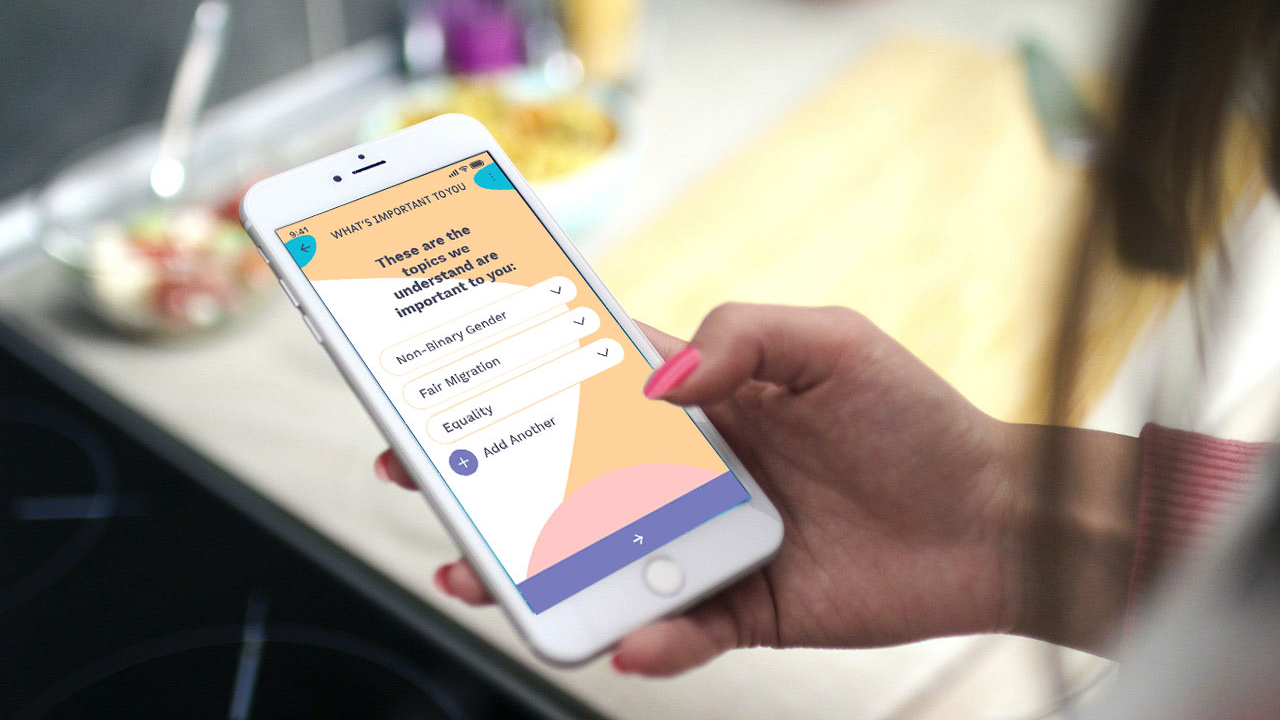 9:41
WHAT'S IMPORTANT TO YOU
These are the
topics we
understand are
important to you:
Non-Binary Gender
Fair Migration
Equality
Add Another